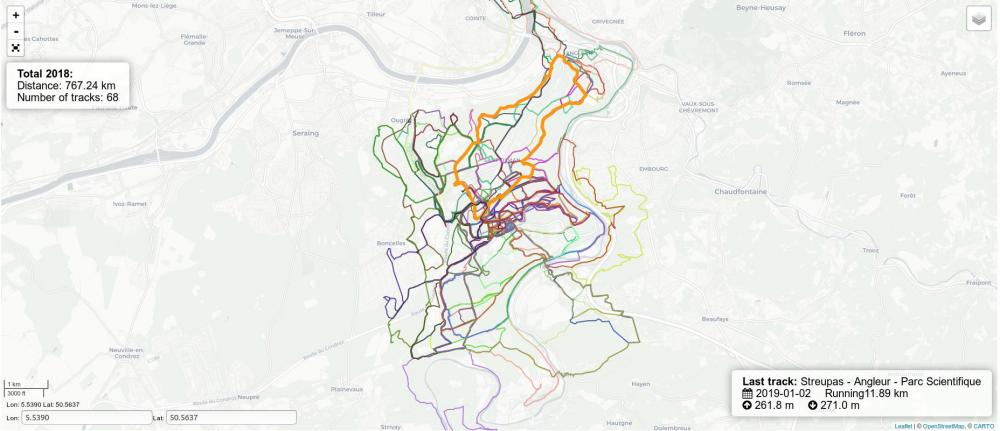 Mons-lez-Liège
Tilleur
COINTE
GRIVEGNÉE
Beyne-Heusay
+
-
Flémalle-Grande
Jemeppe-Sur-Meuse
Fléron
Les Cahottes
Total 2018:
Distance: 767.24 km
Number of tracks: 68
Ayeneux
Romsée
Magnée
VAUX-SOUS-CHÈVREMONT
Ougrée
Seraing
EMBOURG
Chaudfontaine
Forêt
Ivoz-Ramet
Boncelles
Trooz
Fraipont
Beaufays
Neuville-en-Condroz
Route du Condroz
1 km
3000 ft
Plainevaux
Hayen
Neupré
Lon: 5.5390 Lat: 50.5637
Lon: 5.5390 Lat: 50.5637
Strivay
Hautgné
Dolembreux
Last track: Streupas - Angleur - Parc Scientifique
2019-01-02 Running11.89 km
261.8 m 271.0 m
Leaflet | © OpenStreetMap, © CARTO